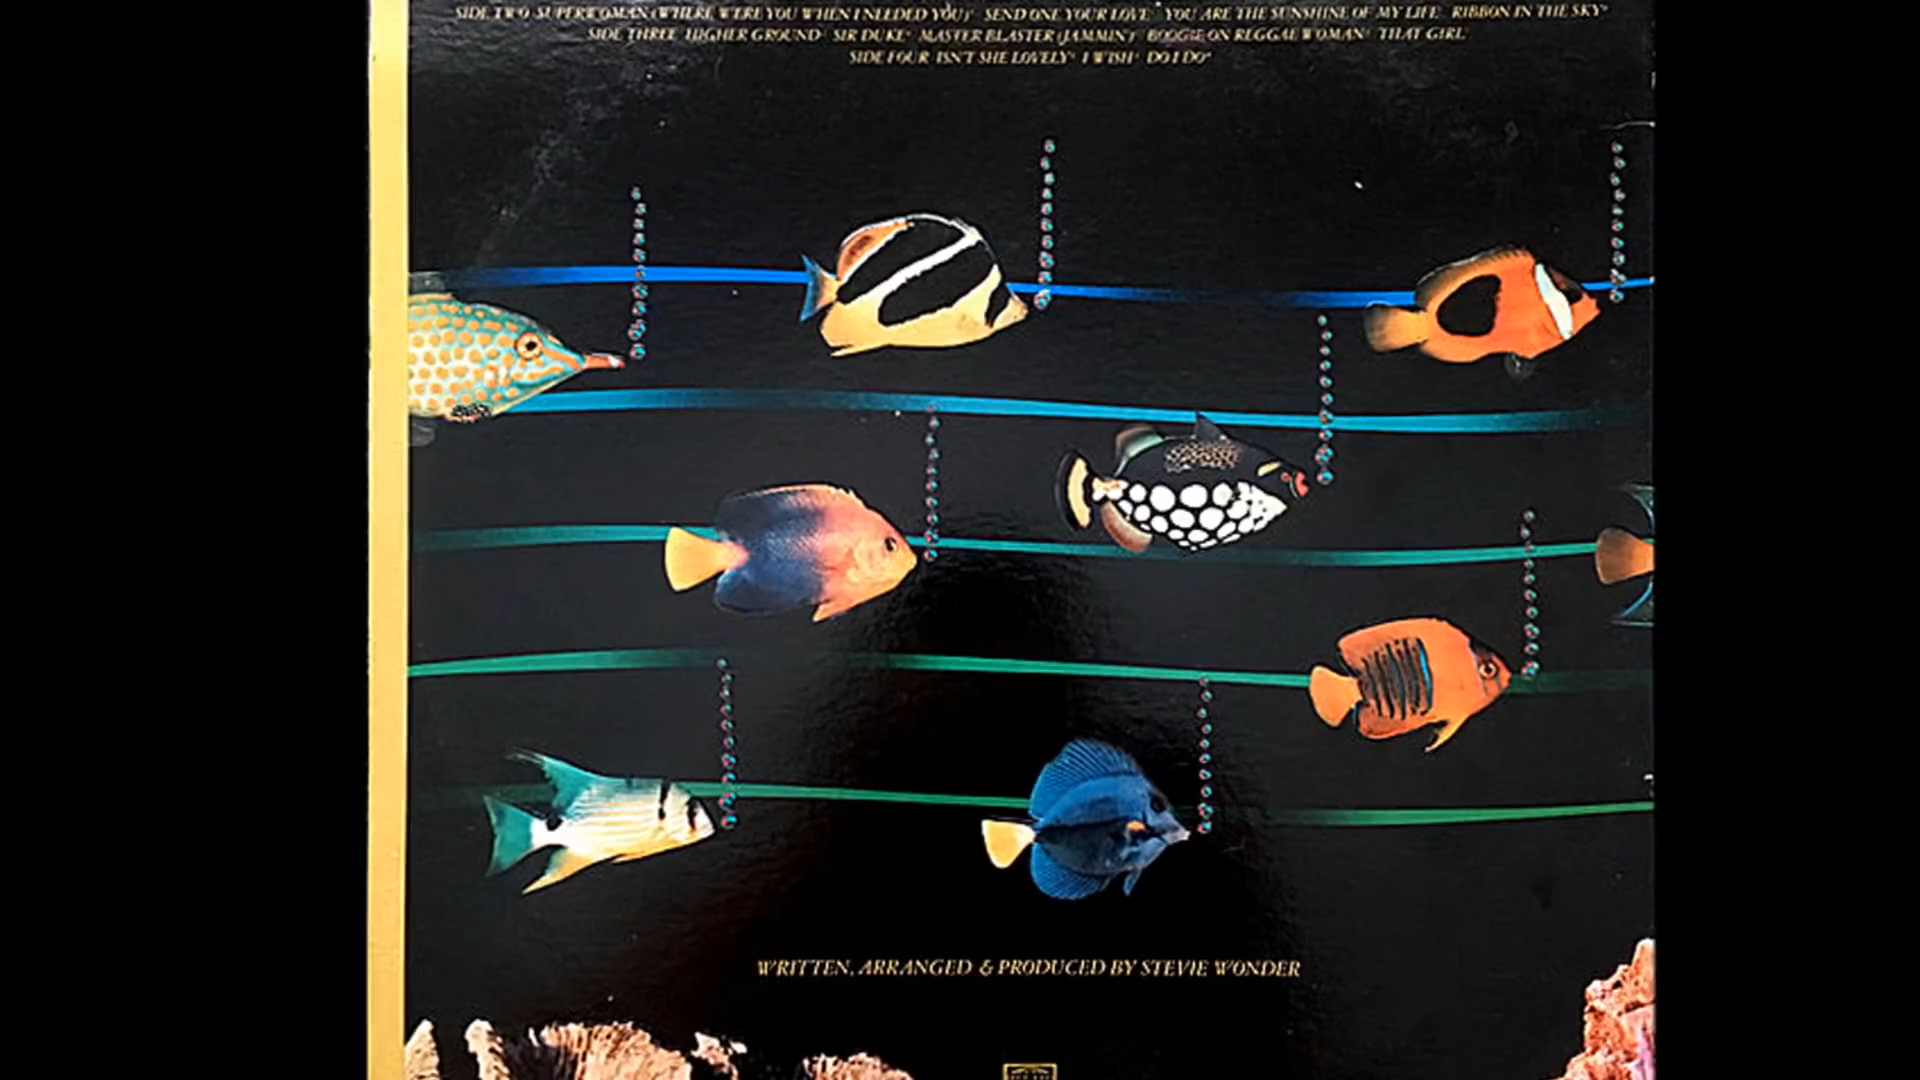 SIDE TWO SUPERWOMAN (WHERE WERE YOU WHEN I NEEDED YOU) SEND ONE YOUR LOVE YOU ARE THE SUNSHINE OF MY LIFE RIBBON IN THE SKY
SIDE THREE HIGHER GROUND SIR DUKE MASTER BLASTER (JAMMIN') BOOGIE ON REGGAE WOMAN THAT GIRL
SIDE FOUR ISN'T SHE LOVELY I WISH DO I DO
WRITTEN, ARRANGED & PRODUCED BY STEVIE WONDER